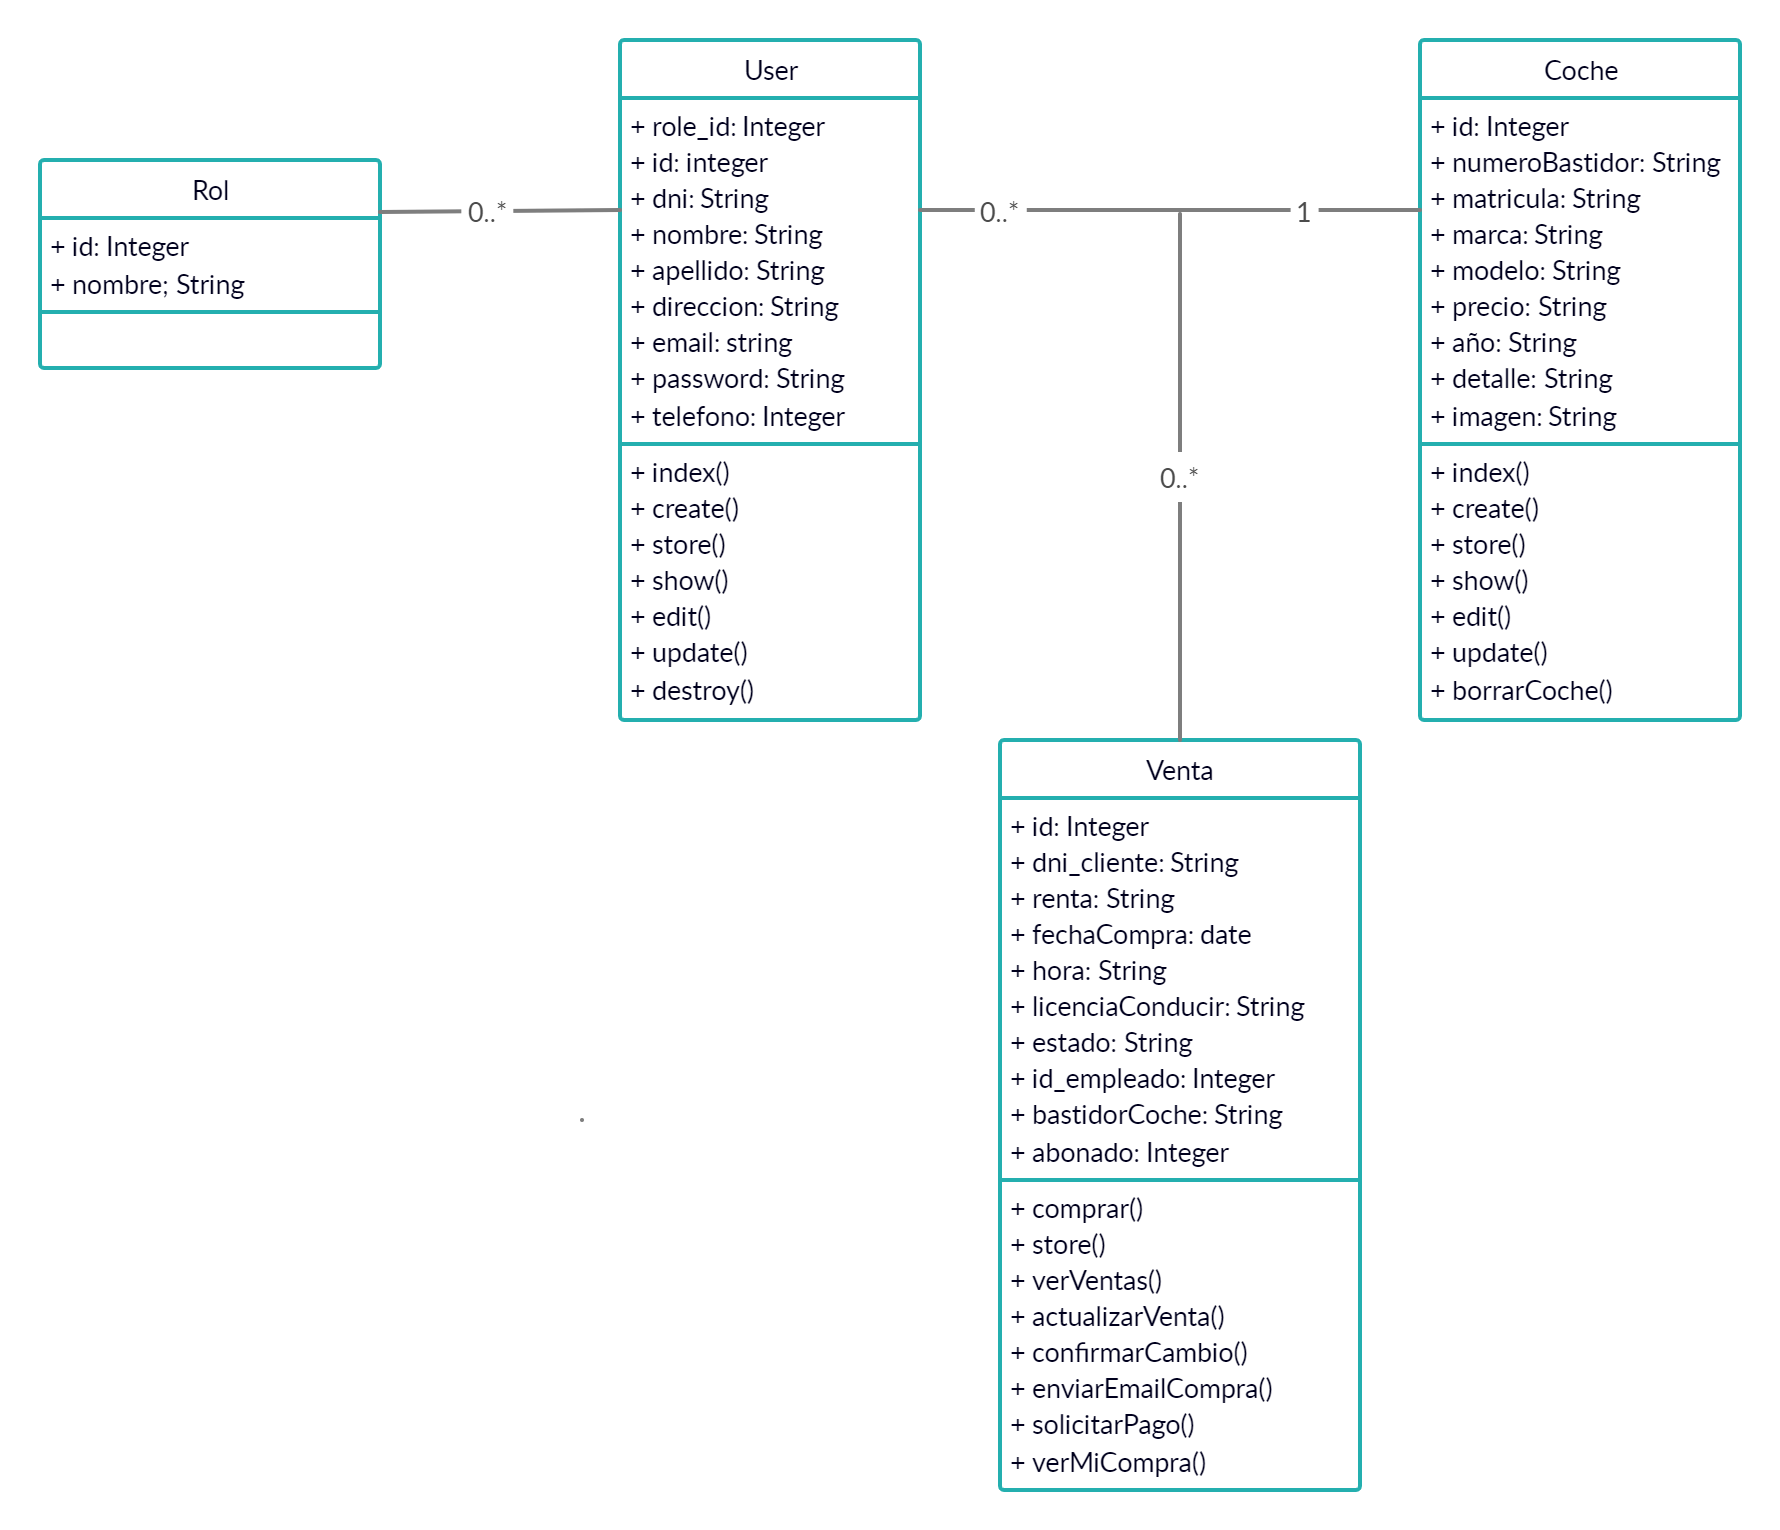 Rol
+ id: Integer
+ nombre; String
0..*
User
+ role_id: Integer
+ id: integer
+ dni: String
+ nombre: String
+ apellido: String
+ direccion: String
+ email: string
+ password: String
+ telefono: Integer
+ index()
+ create()
+ store()
+ show()
+ edit()
+ update()
+ destroy()
0..*
1
0..*
Coche
+ id: Integer
+ numeroBastidor: String
+ matricula: String
+ marca: String
+ modelo: String
+ precio: String
+ año: String
+ detalle: String
+ imagen: String
+ index()
+ create()
+ store()
+ show()
+ edit()
+ update()
+ borrarCoche()
Venta
+ id: Integer
+ dni_cliente: String
+ renta: String
+ fechaCompra: date
+ hora: String
+ licenciaConducir: String
+ estado: String
+ id_empleado: Integer
+ bastidorCoche: String
+ abonado: Integer
+ comprar()
+ store()
+ verVentas()
+ actualizarVenta()
+ confirmarCambio()
+ enviarEmailCompra()
+ solicitarPago()
+ verMiCompra()